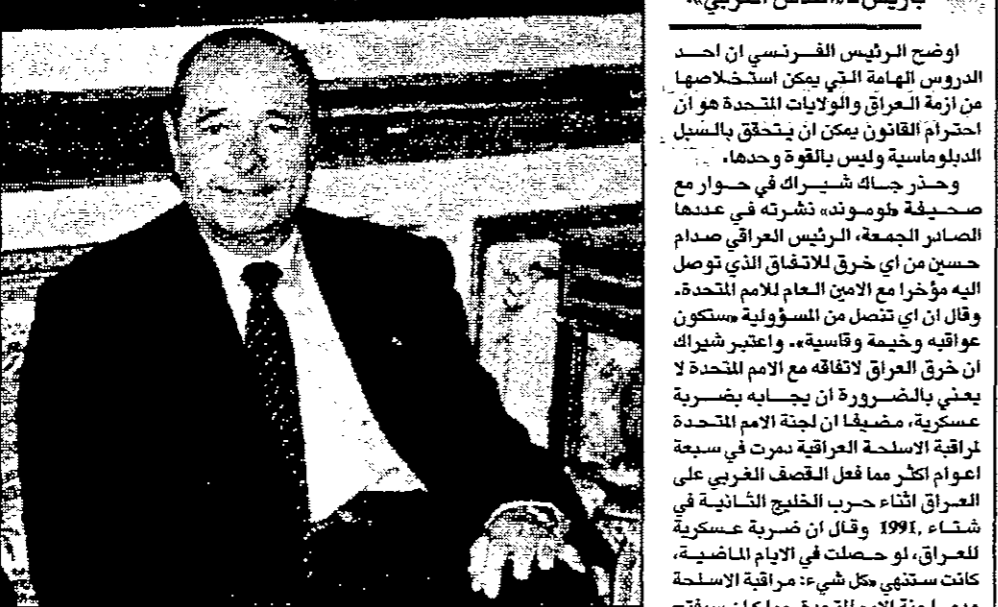 باريس ـ «القدس العربي»:
اوضح الرئيس الفرنسي ان احد
الدروس الهامة التي يمكن استخلاصها
من ازمة العراق والولايات المتحدة هو ان
احترام القانون يمكن ان يتحقق بالسبل
الدبلوماسية وليس بالقوة وحدها.
وحذر جاك شيراك في حوار مع
صحيفة «لوموند» نشرته في عددها
الصادر الجمعة، الرئيس العراقي صدام
حسين من اي خرق للاتفاق الذي توصل
اليه مؤخرا مع الامين العام للامم المتحدة.
وقال ان اي تنصل من المسؤولية «ستكون
عواقبه وخيمة وقاسية». واعتبر شيراك
ان خرق العراق لاتفاقه مع الامم المتحدة لا
يعني بالضرورة ان يجابه بضربة
عسكرية، مضيفا ان لجنة الامم المتحدة
لمراقبة الاسلحة العراقية دمرت في سبعة
اعوام اكثر مما فعل القصف الغربي على
العراق اثناء حرب الخليج الثانية في
شتاء 1991, وقال ان ضربة عسكرية
للعراق، لو حصلت في الايام الماضية،
كانت ستنهي «كل شيء: مراقبة الاسلحة